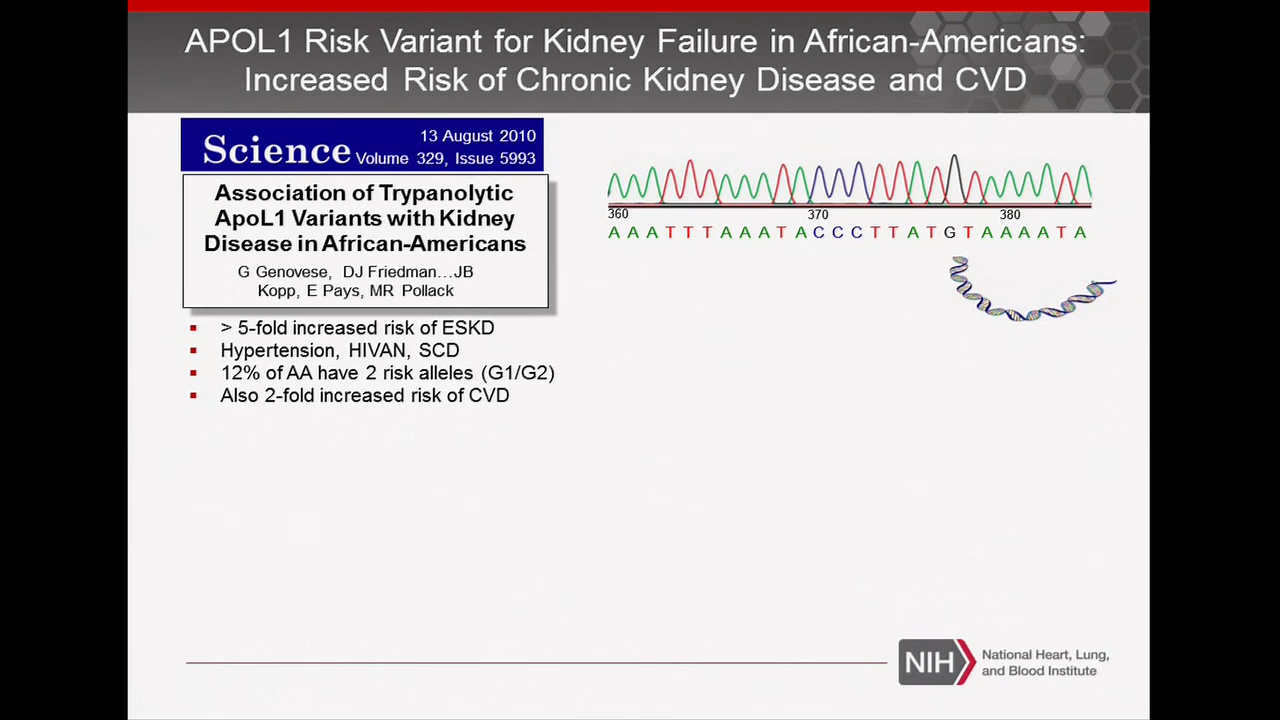 APOL1 Risk Variant for Kidney Failure in African-Americans:
Increased Risk of Chronic Kidney Disease and CVD
Science
13 August 2010
Volume 329, Issue 5993
Association of Trypanolytic
ApoL1 Variants with Kidney
Disease in African-Americans
G Genovese, DJ Friedman...JB
Kopp, E Pays, MR Pollack
> 5-fold increased risk of ESKD
Hypertension, HIVAN, SCD
12% of AA have 2 risk alleles (G1/G2)
Also 2-fold increased risk of CVD
360 370 380
A A A T T T A A A T A C C C T T A T G T A A A A T A
NIH
National Heart, Lung,
and Blood Institute